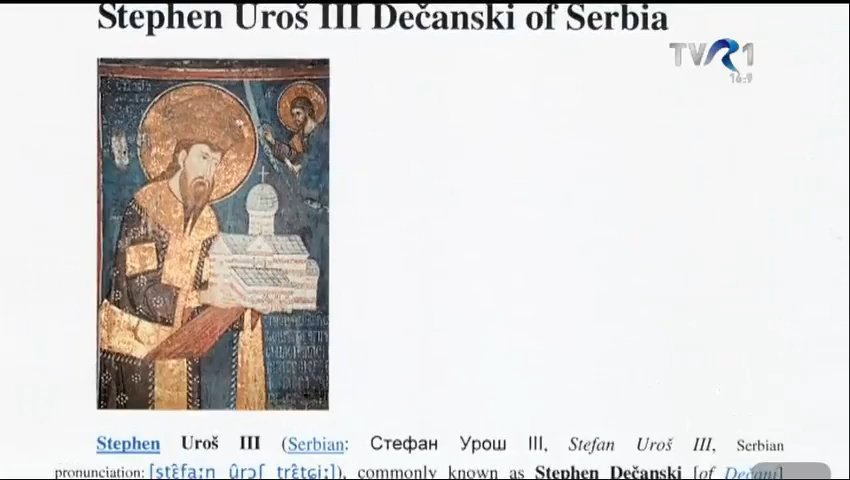 Stephen Uroš III Dečanski of Serbia
TVR1
16:9
Stephen Uroš III (Serbian: Стефан Урош III, Stefan Uroš III, Serbian
pronunciation: [stêfaːn ûrɔʃ trětɕiː]), commonly known as Stephen Dečanski [of Dečani]